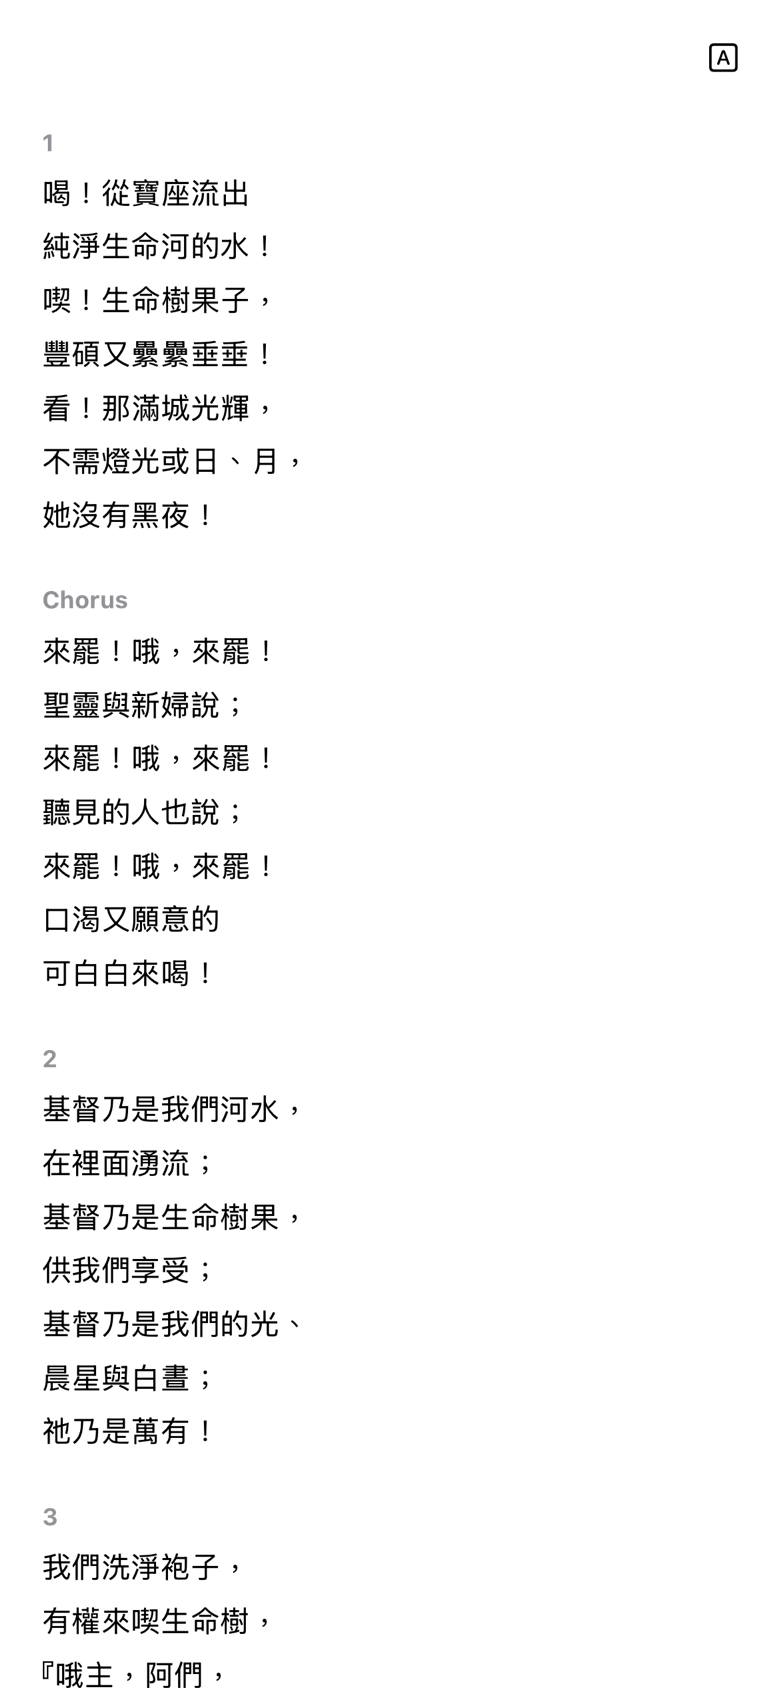 A
1
喝！從寶座流出
純淨生命河的水！
喫！生命樹果子，
豐碩又纍纍垂垂！
看！那滿城光輝，
不需燈光或日、月，
她沒有黑夜！
Chorus
來罷！哦，來罷！
聖靈與新婦說；
來罷！哦，來罷！
聽見的人也說；
來罷！哦，來罷！
口渴又願意的
可白白來喝！
2
基督乃是我們河水，
在裡面湧流；
基督乃是生命樹果，
供我們享受；
基督乃是我們的光、
晨星與白晝；
祂乃是萬有！
3
我們洗淨袍子，
有權來喫生命樹，
『哦主，阿們，